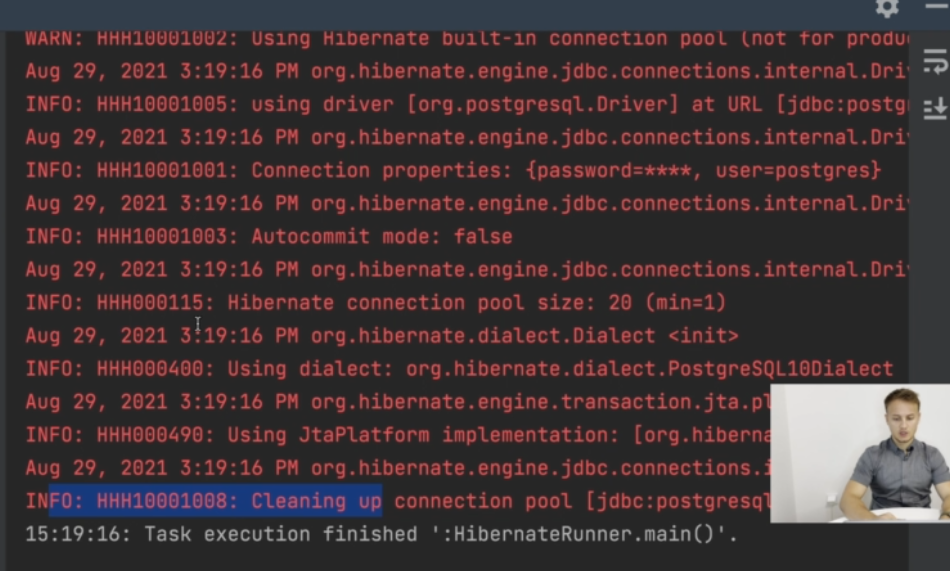 WARN: HHH10001002: Using Hibernate built-in connection pool (not for produ
Aug 29, 2021 3:19:16 PM org.hibernate.engine.jdbc.connections.internal.Dri
INFO: HHH10001005: using driver [org.postgresql.Driver] at URL [jdbc:postg
Aug 29, 2021 3:19:16 PM org.hibernate.engine.jdbc.connections.internal.Dri
INFO: HHH10001001: Connection properties: {password=****, user=postgres}
Aug 29, 2021 3:19:16 PM org.hibernate.engine.jdbc.connections.internal.Dri
INFO: HHH10001003: Autocommit mode: false
Aug 29, 2021 3:19:16 PM org.hibernate.engine.jdbc.connections.internal.Dri
INFO: HHH000115: Hibernate connection pool size: 20 (min=1)
Aug 29, 2021 3:19:16 PM org.hibernate.dialect.Dialect <init>
INFO: HHH000400: Using dialect: org.hibernate.dialect.PostgreSQL10Dialect
Aug 29, 2021 3:19:16 PM org.hibernate.engine.transaction.jta.pl
INFO: HHH000490: Using JtaPlatform implementation: [org.hiberna
Aug 29, 2021 3:19:16 PM org.hibernate.engine.jdbc.connections.i
INFO: HHH10001008: Cleaning up connection pool [jdbc:postgresql
15:19:16: Task execution finished ':HibernateRunner.main()'.